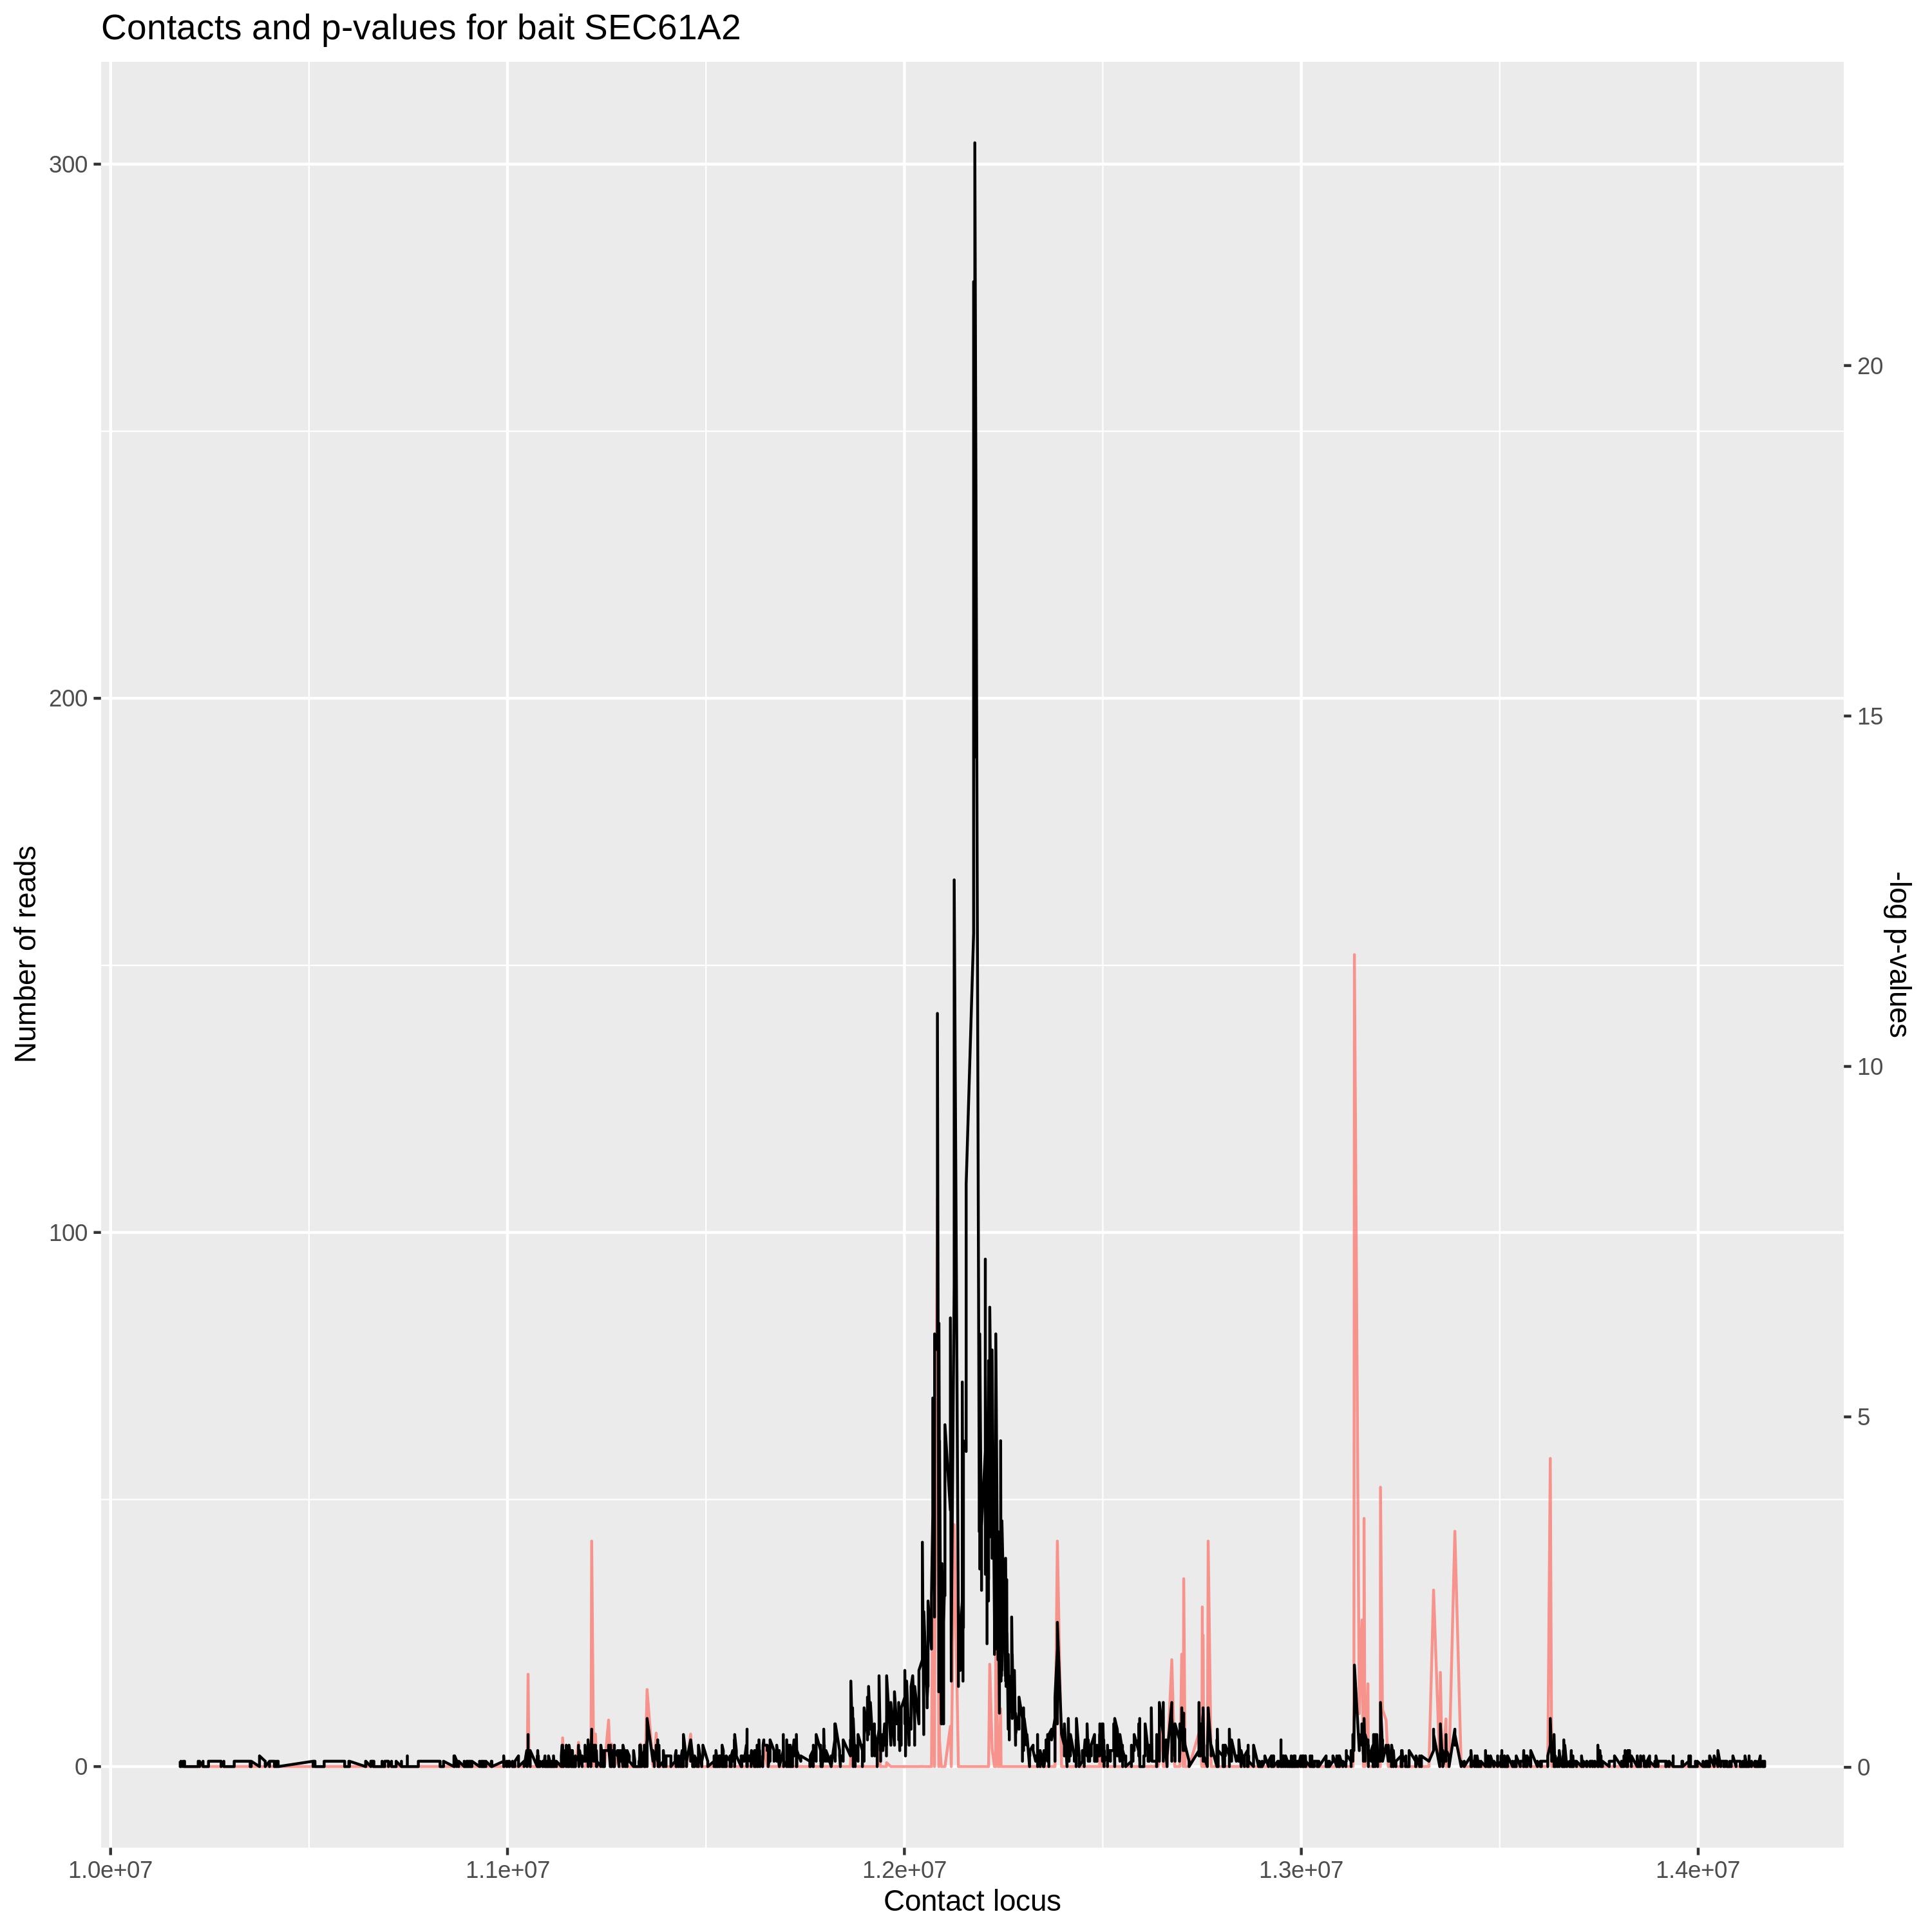 Contacts and p-values for bait SEC61A2
300
200
100
0
Number of reads
20
15
10
5
0
-log p-values
1.0e+07
1.1e+07
1.2e+07
1.3e+07
1.4e+07
Contact locus